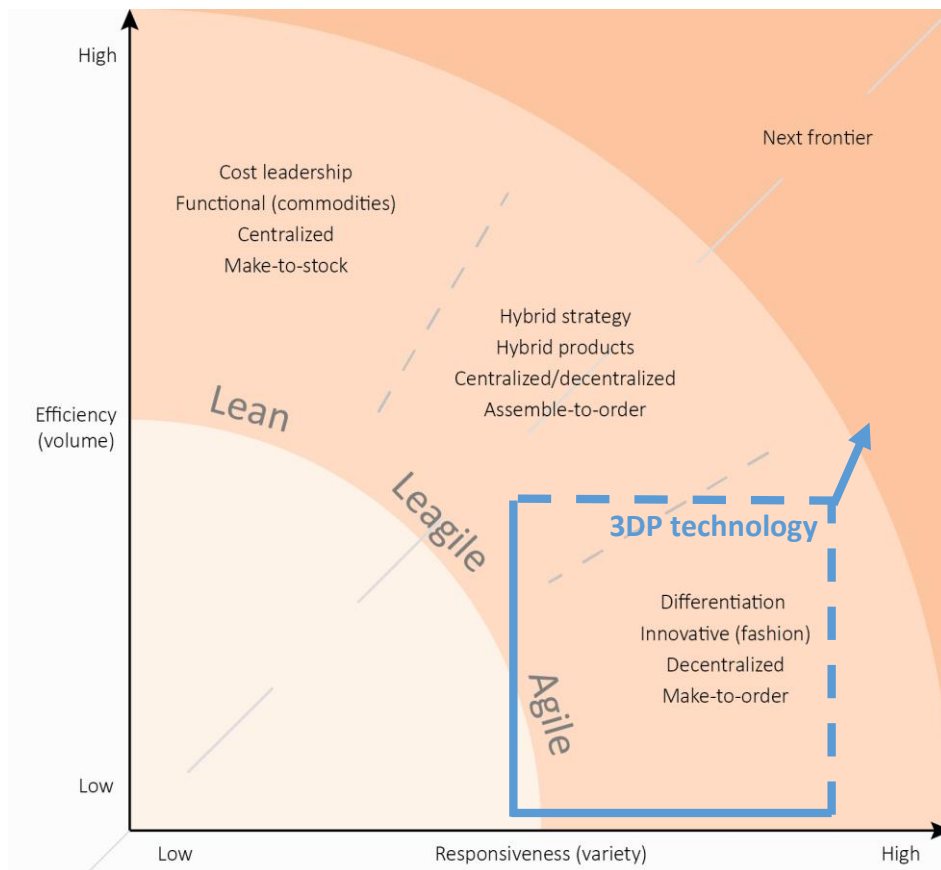 High
Next frontier
Cost leadership
Functional (commodities)
Centralized
Make-to-stock
Hybrid strategy
Hybrid products
Centralized/decentralized
Assemble-to-order
Lean
Efficiency
(volume)
Leagile
3DP technology
Differentiation
Innovative (fashion)
Decentralized
Make-to-order
Agile
Low
Low
Responsiveness (variety)
High